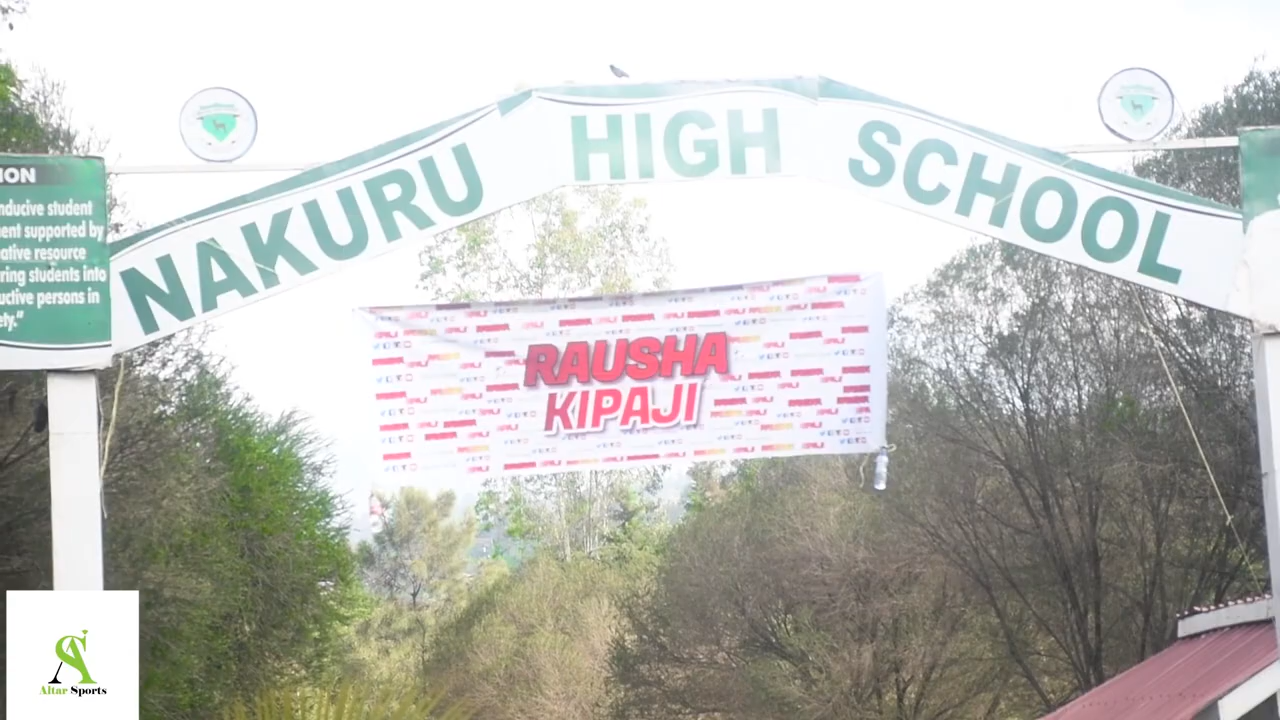 NAKURU HIGH SCHOOL
ION
nducive student
ent supported by
ative resource
ring students into
uctive persons in
ety."
RAUSHA
KIPAJI
Altar Sports